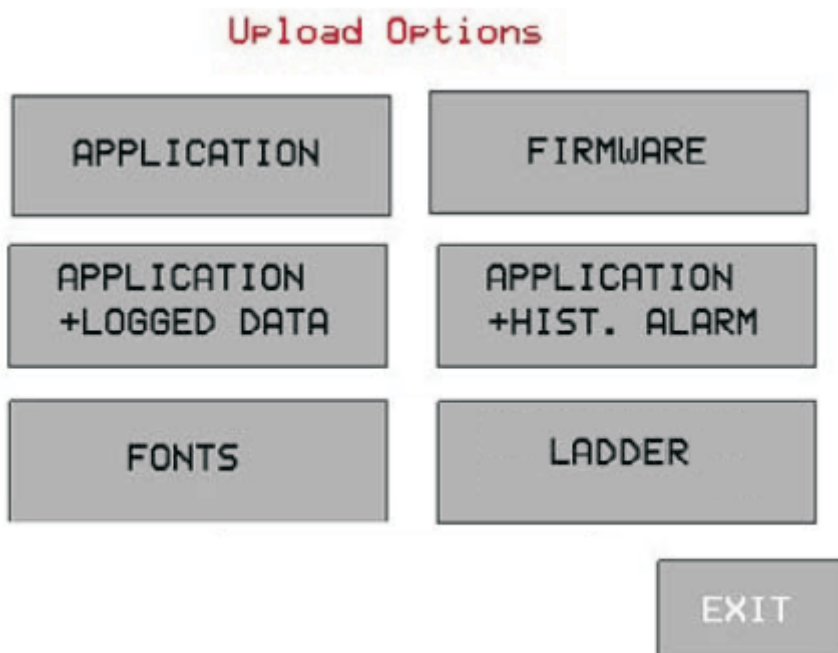 Upload Options
APPLICATION
FIRMWARE
APPLICATION
+LOGGED DATA
APPLICATION
+HIST. ALARM
FONTS
LADDER
EXIT